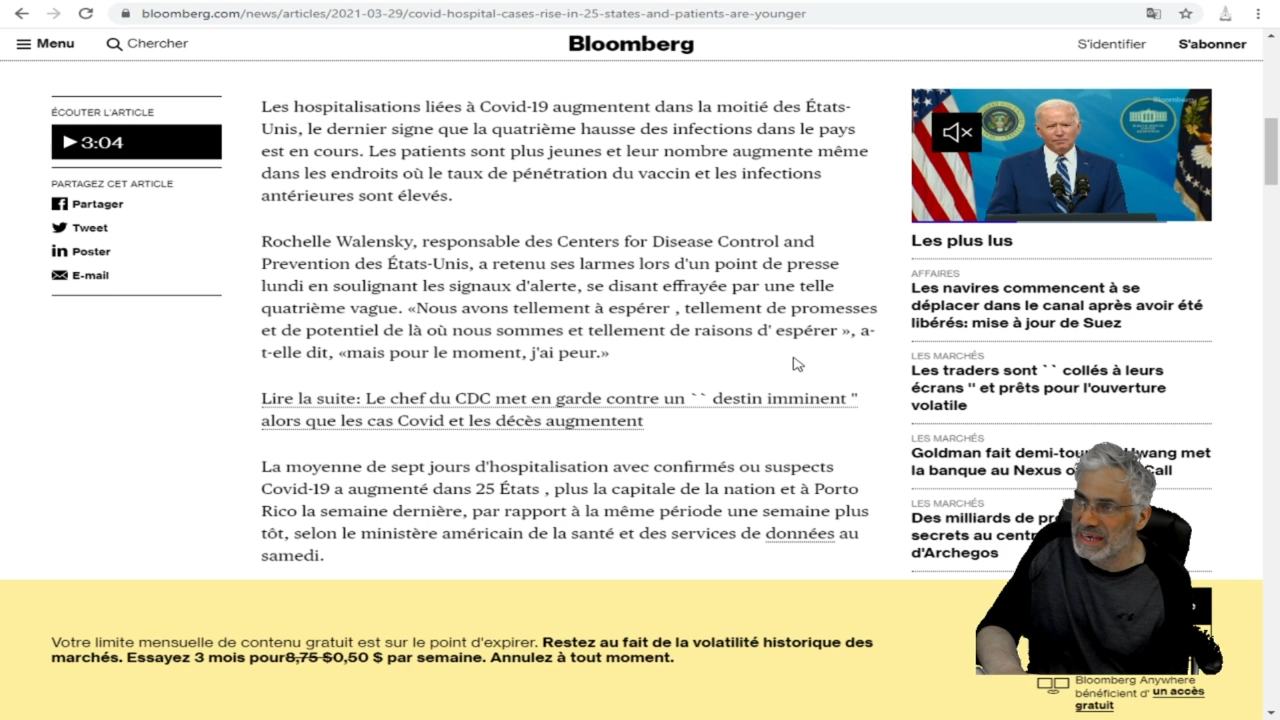 bloomberg.com/news/articles/2021-03-29/covid-hospital-cases-rise-in-25-states-and-patients-are-younger
Menu
Chercher
Bloomberg
S'identifier
S'abonner
ÉCOUTER L'ARTICLE
3:04
PARTAGEZ CET ARTICLE
Partager
Tweet
Poster
E-mail
Les hospitalisations liées à Covid-19 augmentent dans la moitié des États-
Unis, le dernier signe que la quatrième hausse des infections dans le pays
est en cours. Les patients sont plus jeunes et leur nombre augmente même
dans les endroits où le taux de pénétration du vaccin et les infections
antérieures sont élevés.
Rochelle Walensky, responsable des Centers for Disease Control and
Prevention des États-Unis, a retenu ses larmes lors d'un point de presse
lundi en soulignant les signaux d'alerte, se disant effrayée par une telle
quatrième vague. «Nous avons tellement à espérer , tellement de promesses
et de potentiel de là où nous sommes et tellement de raisons d' espérer », a-
t-elle dit, «mais pour le moment, j'ai peur.»
Lire la suite: Le chef du CDC met en garde contre un `` destin imminent ''
alors que les cas Covid et les décès augmentent
La moyenne de sept jours d'hospitalisation avec confirmés ou suspects
Covid-19 a augmenté dans 25 États , plus la capitale de la nation et à Porto
Rico la semaine dernière, par rapport à la même période une semaine plus
tôt, selon le ministère américain de la santé et des services de données au
samedi.
Bloomberg
Les plus lus
AFFAIRES
Les navires commencent à se
déplacer dans le canal après avoir été
libérés: mise à jour de Suez
LES MARCHÉS
Les traders sont `` collés à leurs
écrans '' et prêts pour l'ouverture
volatile
LES MARCHÉS
Goldman fait wang met
la banque au Nexus Call
LES MARCHÉS
Des milliards de
secrets au
d'Archegos
Votre limite mensuelle de contenu gratuit est sur le point d'expirer. Restez au fait de la volatilité historique des
marchés. Essayez 3 mois pour8,75 $0,50 $ par semaine. Annulez à tout moment.
Bloomberg Anywhere
bénéficient d' un accès
gratuit